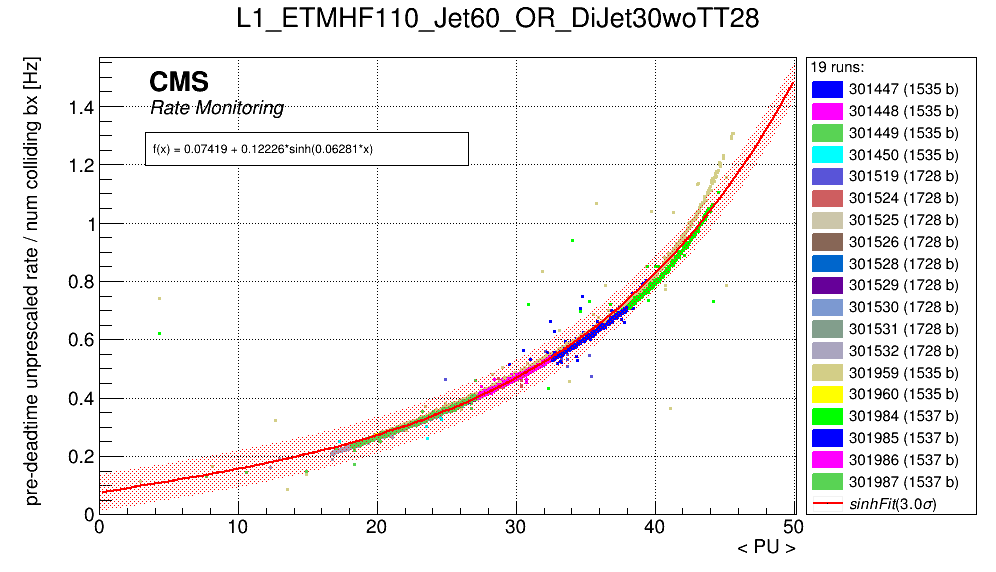 L1_ETMHF110_Jet60_OR_DiJet30woTT28
pre-deadtime unprescaled rate / num colliding bx [Hz]
CMS
Rate Monitoring
f(x) = 0.07419 + 0.12226*sinh(0.06281*x)
1.4
1.2
1
0.8
0.6
0.4
0.2
0
0 10 20 30 40 50
< PU >
19 runs:
301447 (1535 b)
301448 (1535 b)
301449 (1535 b)
301450 (1535 b)
301519 (1728 b)
301524 (1728 b)
301525 (1728 b)
301526 (1728 b)
301528 (1728 b)
301529 (1728 b)
301530 (1728 b)
301531 (1728 b)
301532 (1728 b)
301959 (1535 b)
301960 (1535 b)
301984 (1537 b)
301985 (1537 b)
301986 (1537 b)
301987 (1537 b)
sinhFit(3.0σ)